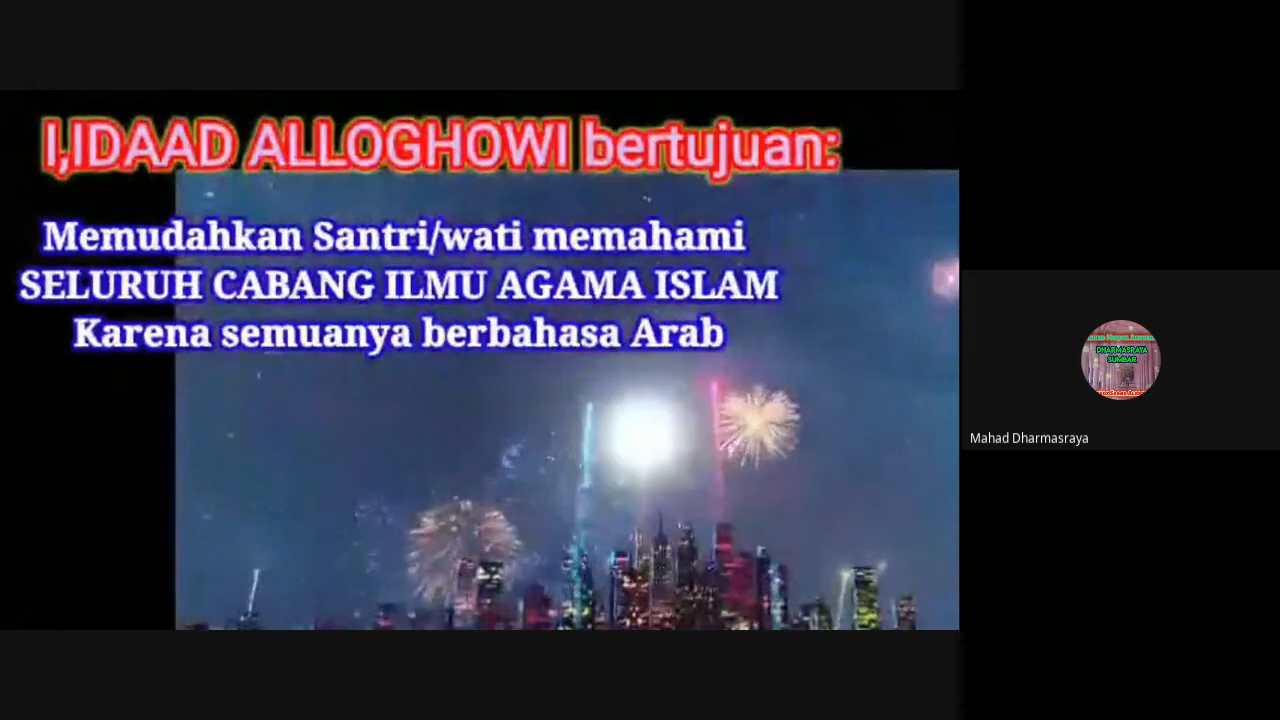 I,IDAAD ALLOGHOWI bertujuan:
Memudahkan Santri/wati memahami
SELURUH CABANG ILMU AGAMA ISLAM
Karena semuanya berbahasa Arab
DHARMASRAYA
SUMBAR
Mahad Dharmasraya